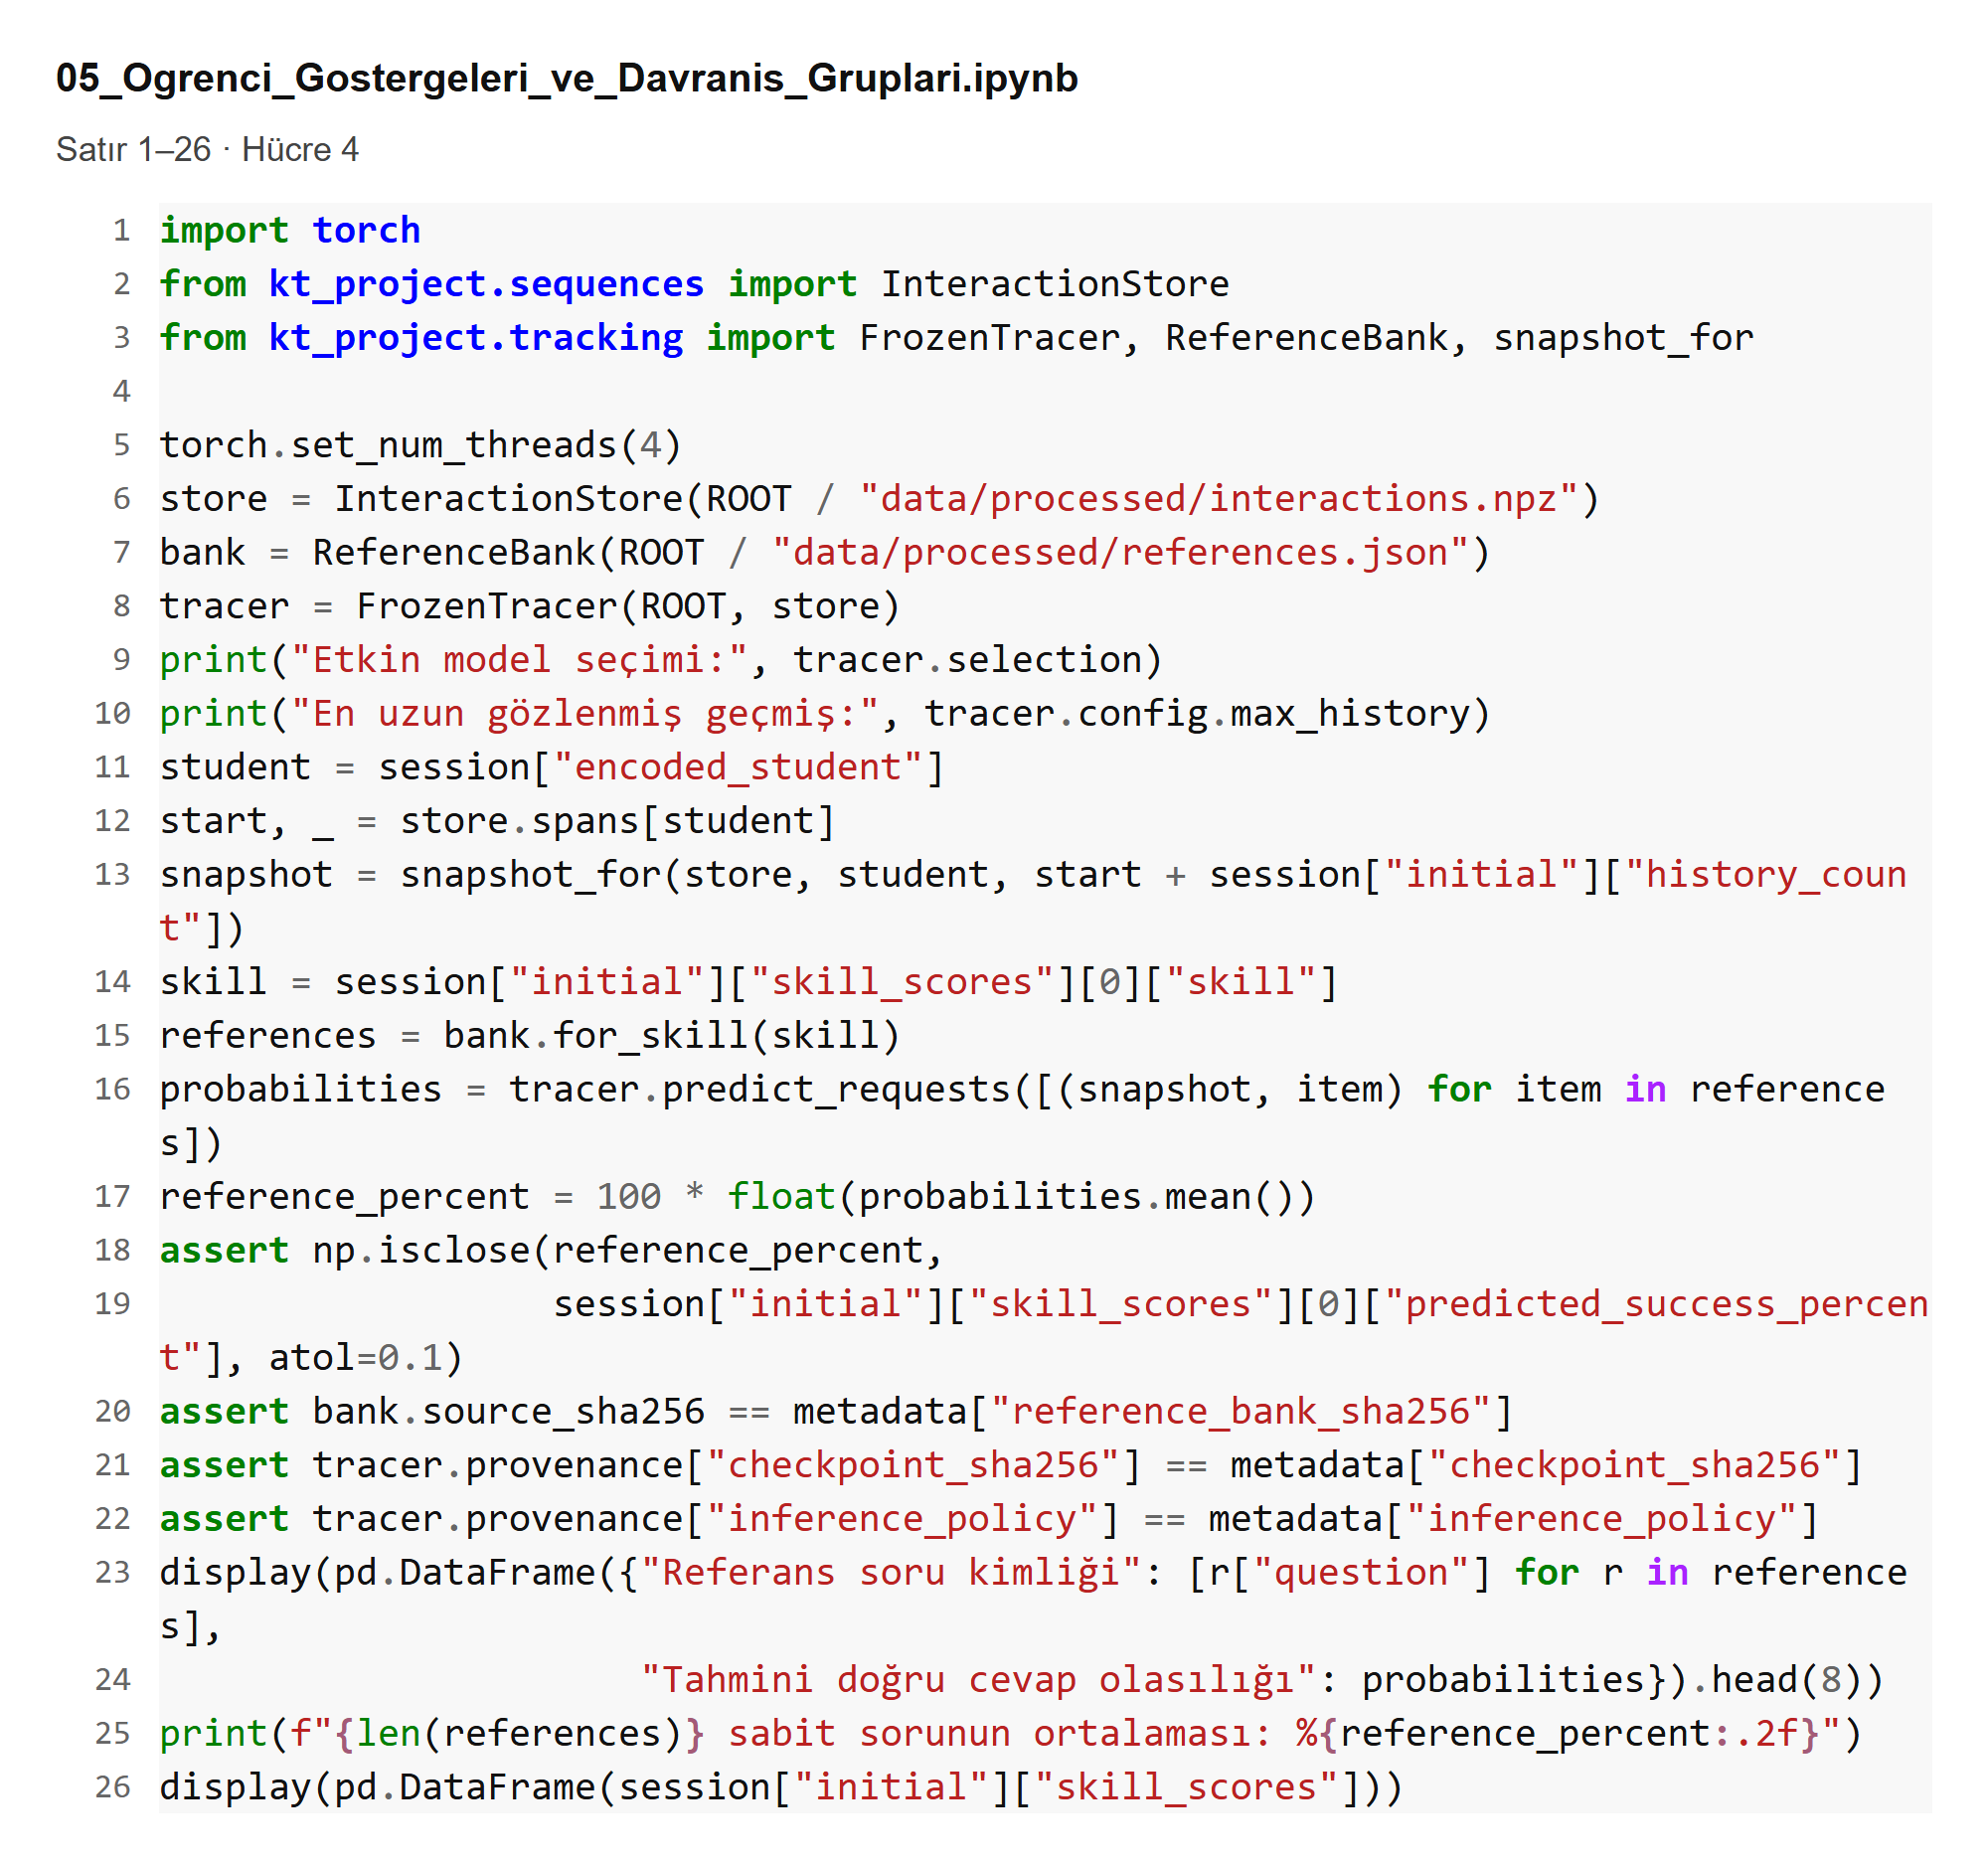 05_Ogrenci_Gostergeleri_ve_Davranis_Gruplari.ipynb
Satır 1–26 · Hücre 4
1 import torch
2 from kt_project.sequences import InteractionStore
3 from kt_project.tracking import FrozenTracer, ReferenceBank, snapshot_for
4
5 torch.set_num_threads(4)
6 store = InteractionStore(ROOT / "data/processed/interactions.npz")
7 bank = ReferenceBank(ROOT / "data/processed/references.json")
8 tracer = FrozenTracer(ROOT, store)
9 print("Etkin model seçimi:", tracer.selection)
10 print("En uzun gözlenmiş geçmiş:", tracer.config.max_history)
11 student = session["encoded_student"]
12 start, _ = store.spans[student]
13 snapshot = snapshot_for(store, student, start + session["initial"]["history_coun
t"])
14 skill = session["initial"]["skill_scores"][0]["skill"]
15 references = bank.for_skill(skill)
16 probabilities = tracer.predict_requests([(snapshot, item) for item in reference
s])
17 reference_percent = 100 * float(probabilities.mean())
18 assert np.isclose(reference_percent,
19                   session["initial"]["skill_scores"][0]["predicted_success_percen
t"], atol=0.1)
20 assert bank.source_sha256 == metadata["reference_bank_sha256"]
21 assert tracer.provenance["checkpoint_sha256"] == metadata["checkpoint_sha256"]
22 assert tracer.provenance["inference_policy"] == metadata["inference_policy"]
23 display(pd.DataFrame({"Referans soru kimliği": [r["question"] for r in reference
s],
24                       "Tahmini doğru cevap olasılığı": probabilities}).head(8))
25 print(f"{len(references)} sabit sorunun ortalaması: %{reference_percent:.2f}")
26 display(pd.DataFrame(session["initial"]["skill_scores"]))